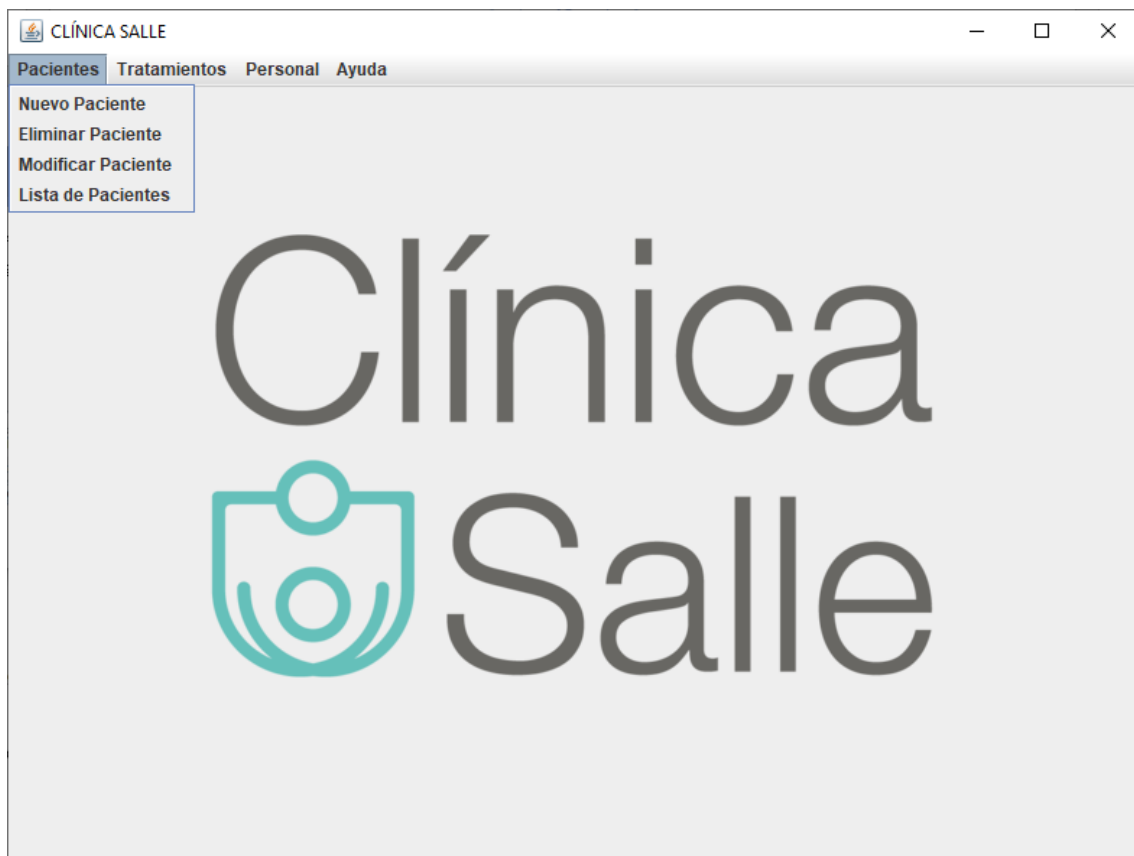 CLÍNICA SALLE
Pacientes Tratamientos Personal Ayuda
Nuevo Paciente
Eliminar Paciente
Modificar Paciente
Lista de Pacientes
Clínica
Salle